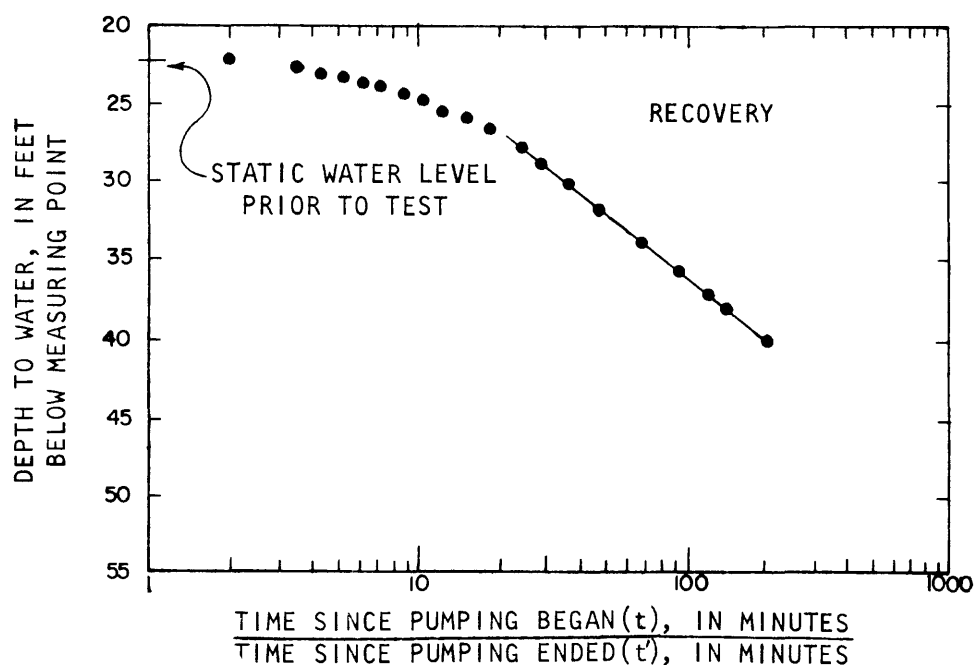 20
25
30
35
40
45
50
55
DEPTH TO WATER, IN FEET
BELOW MEASURING POINT
RECOVERY
STATIC WATER LEVEL
PRIOR TO TEST
1
10
100
1000
TIME SINCE PUMPING BEGAN (t), IN MINUTES
TIME SINCE PUMPING ENDED (t'), IN MINUTES